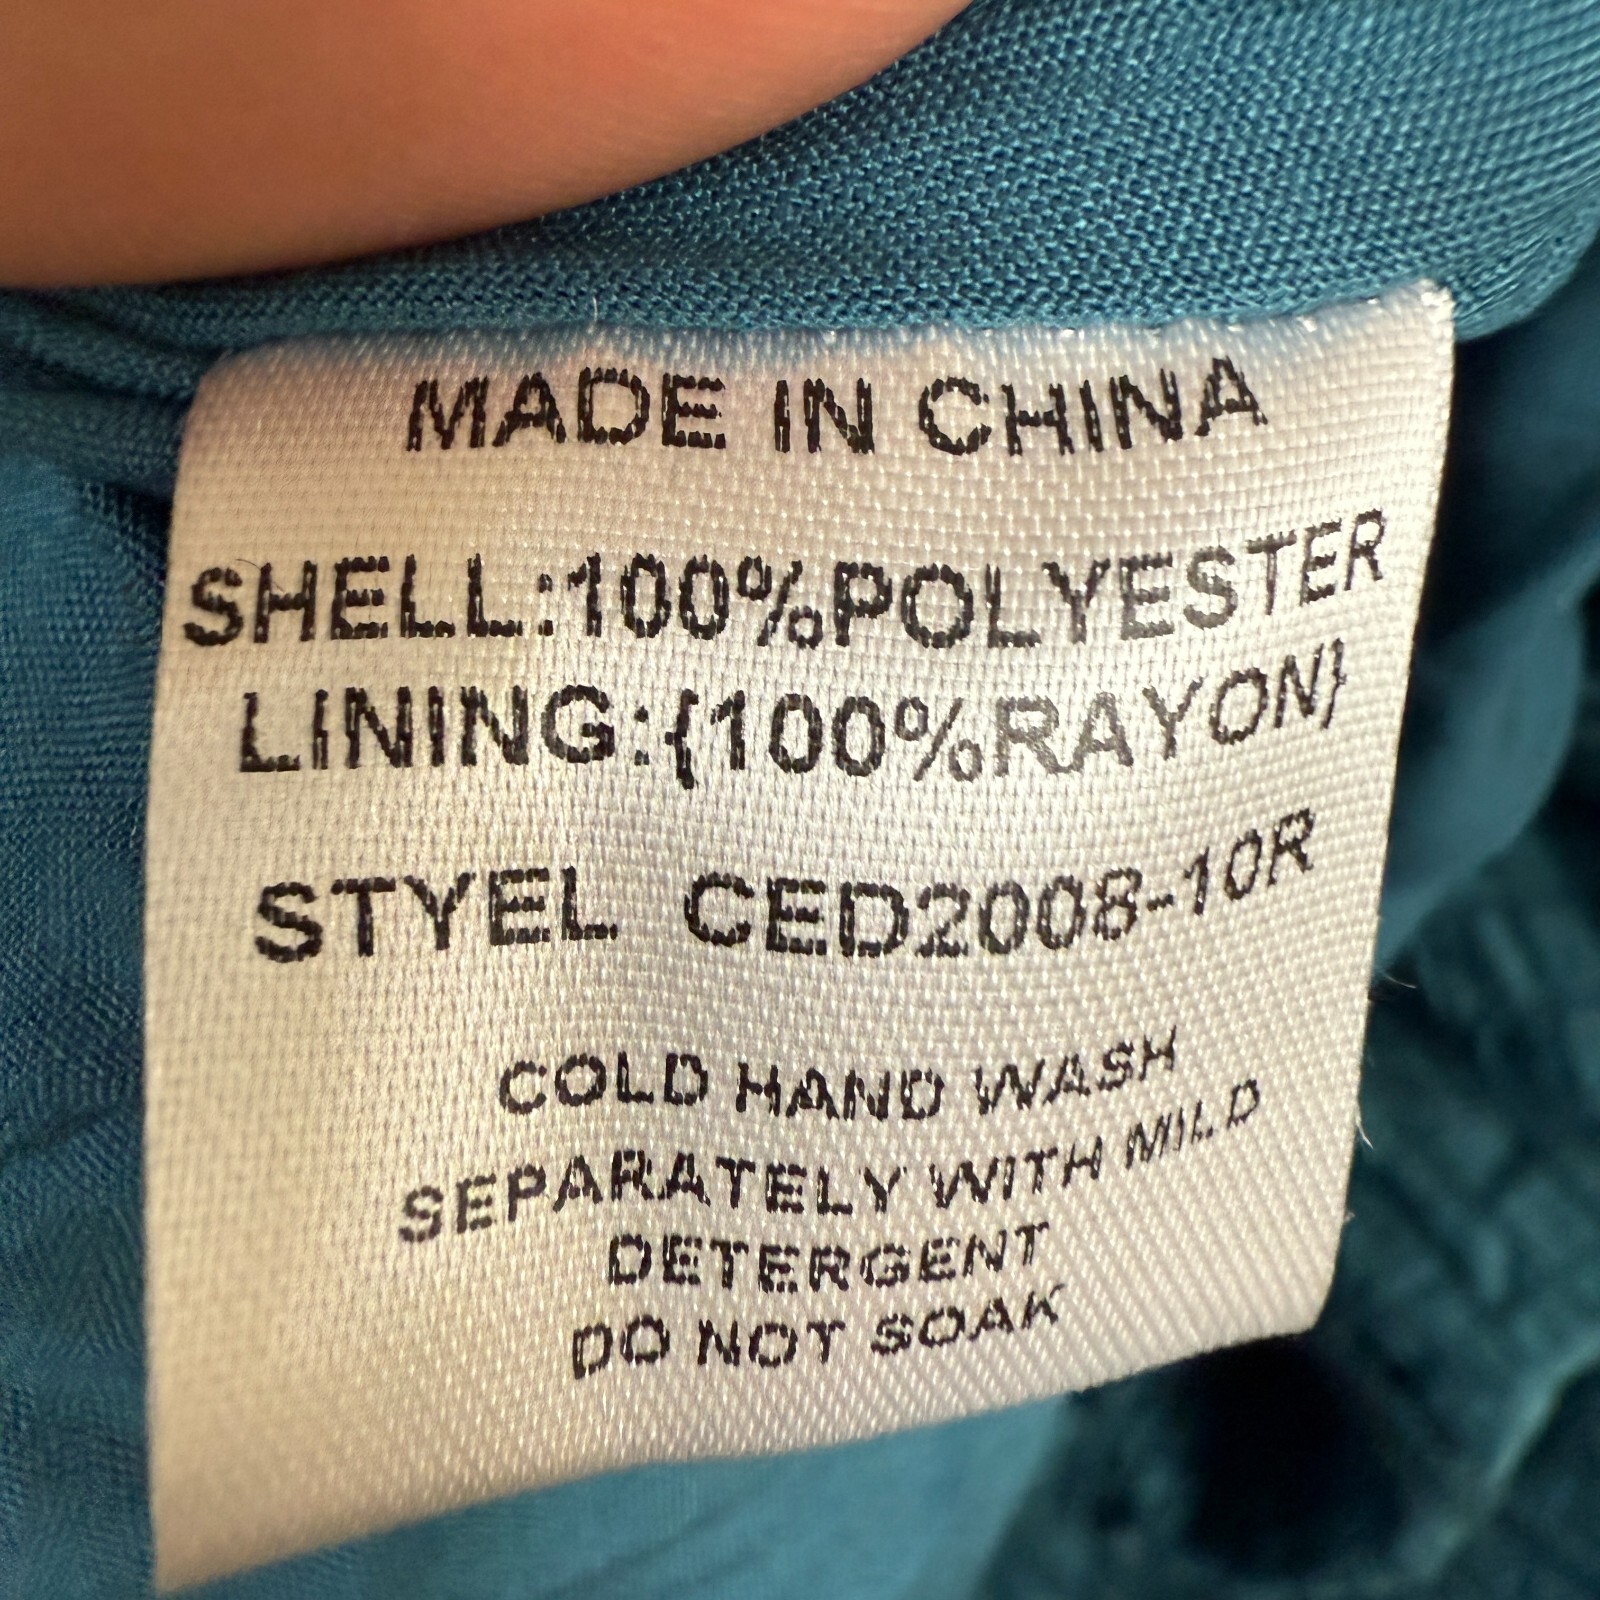 MADE IN CHINA
SHELL:100%POLYESTER
LINING:{100%RAYON}
STYEL CED2008-10R
COLD HAND WASH
SEPARATELY WITH MILD
DETERGENT
DO NOT SOAK